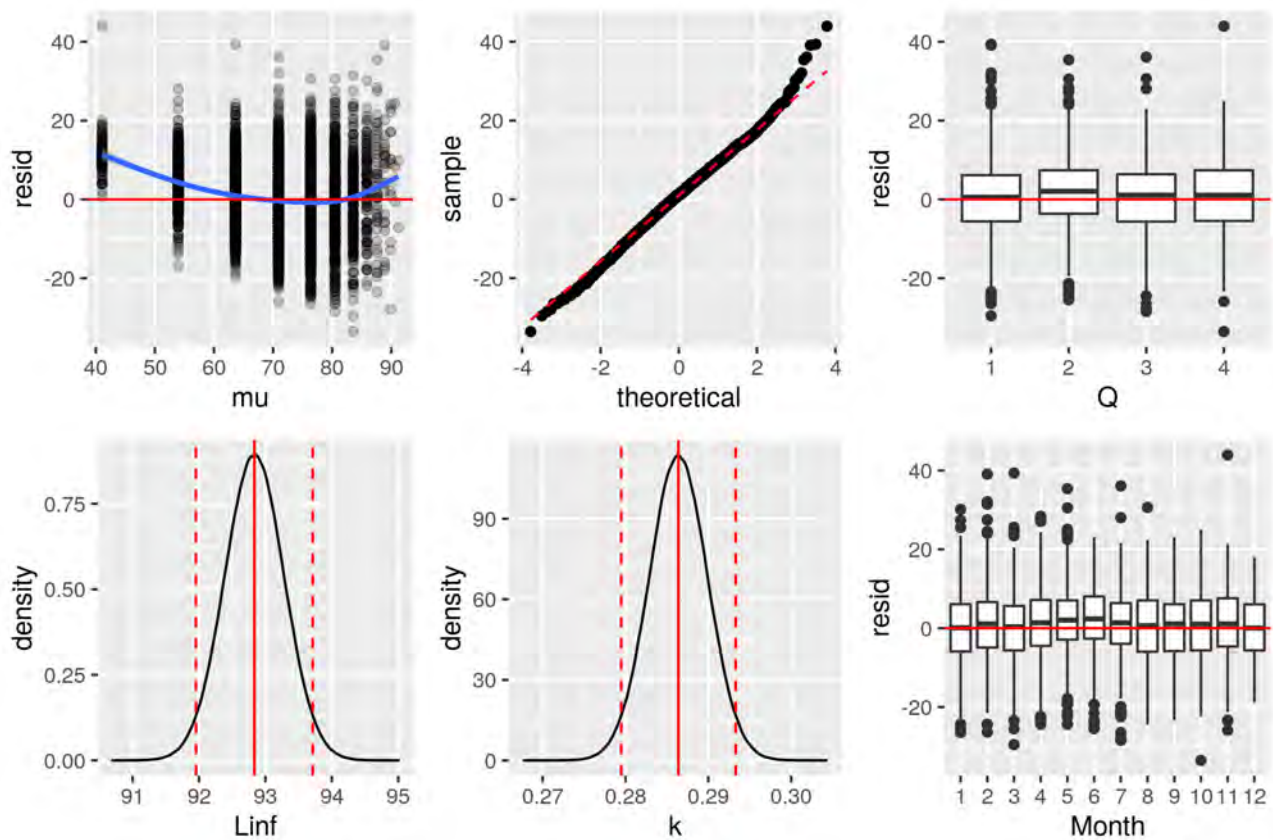 resid
40
20
0
-20
40 50 60 70 80 90
mu
sample
40
20
0
-20
-4 -2 0 2 4
theoretical
resid
40
20
0
-20
1 2 3 4
Q
density
0.75
0.50
0.25
0.00
91 92 93 94 95
Linf
density
90
60
30
0
0.27 0.28 0.29 0.30
k
resid
40
20
0
-20
1 2 3 4 5 6 7 8 9 10 11 12
Month